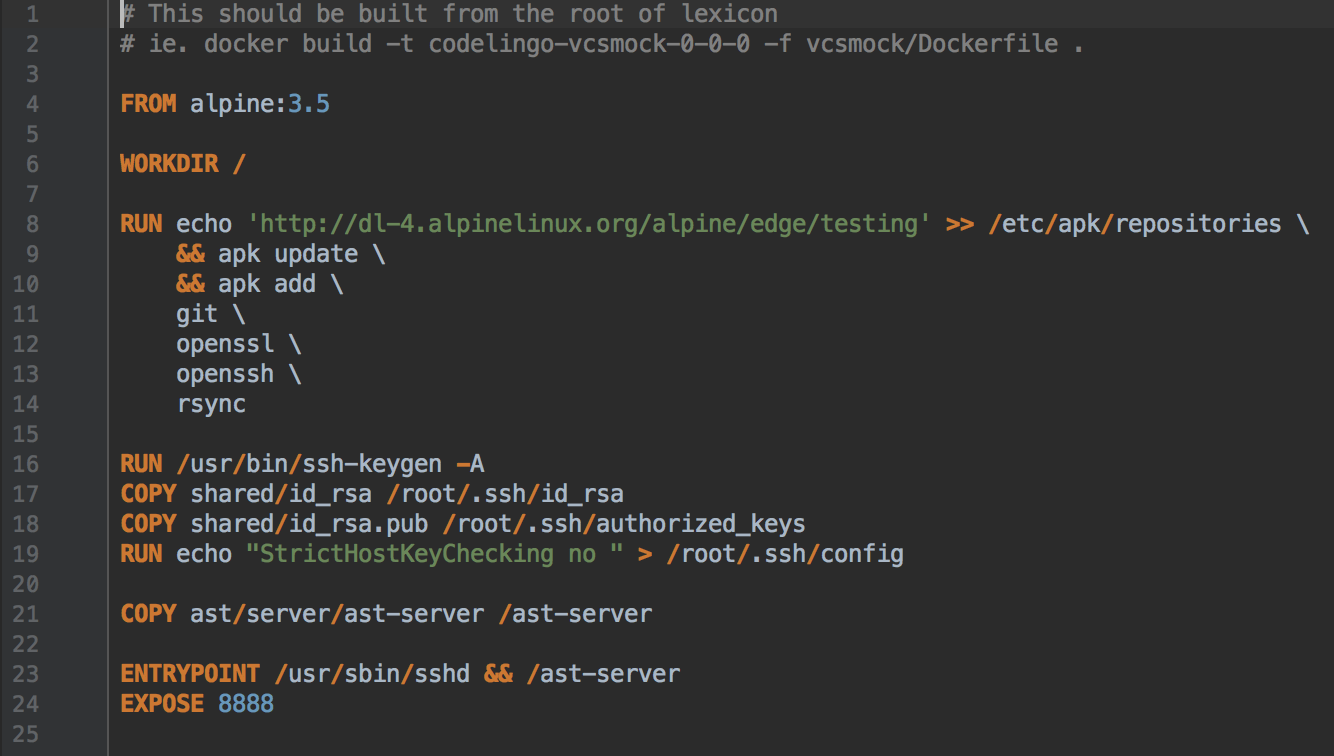 1 # This should be built from the root of lexicon
2 # ie. docker build -t codelingo-vcsmock-0-0-0 -f vcsmock/Dockerfile .
3
4 FROM alpine:3.5
5
6 WORKDIR /
7
8 RUN echo 'http://dl-4.alpinelinux.org/alpine/edge/testing' >> /etc/apk/repositories \
9     && apk update \
10     && apk add \
11     git \
12     openssl \
13     openssh \
14     rsync
15
16 RUN /usr/bin/ssh-keygen -A
17 COPY shared/id_rsa /root/.ssh/id_rsa
18 COPY shared/id_rsa.pub /root/.ssh/authorized_keys
19 RUN echo "StrictHostKeyChecking no " > /root/.ssh/config
20
21 COPY ast/server/ast-server /ast-server
22
23 ENTRYPOINT /usr/sbin/sshd && /ast-server
24 EXPOSE 8888
25